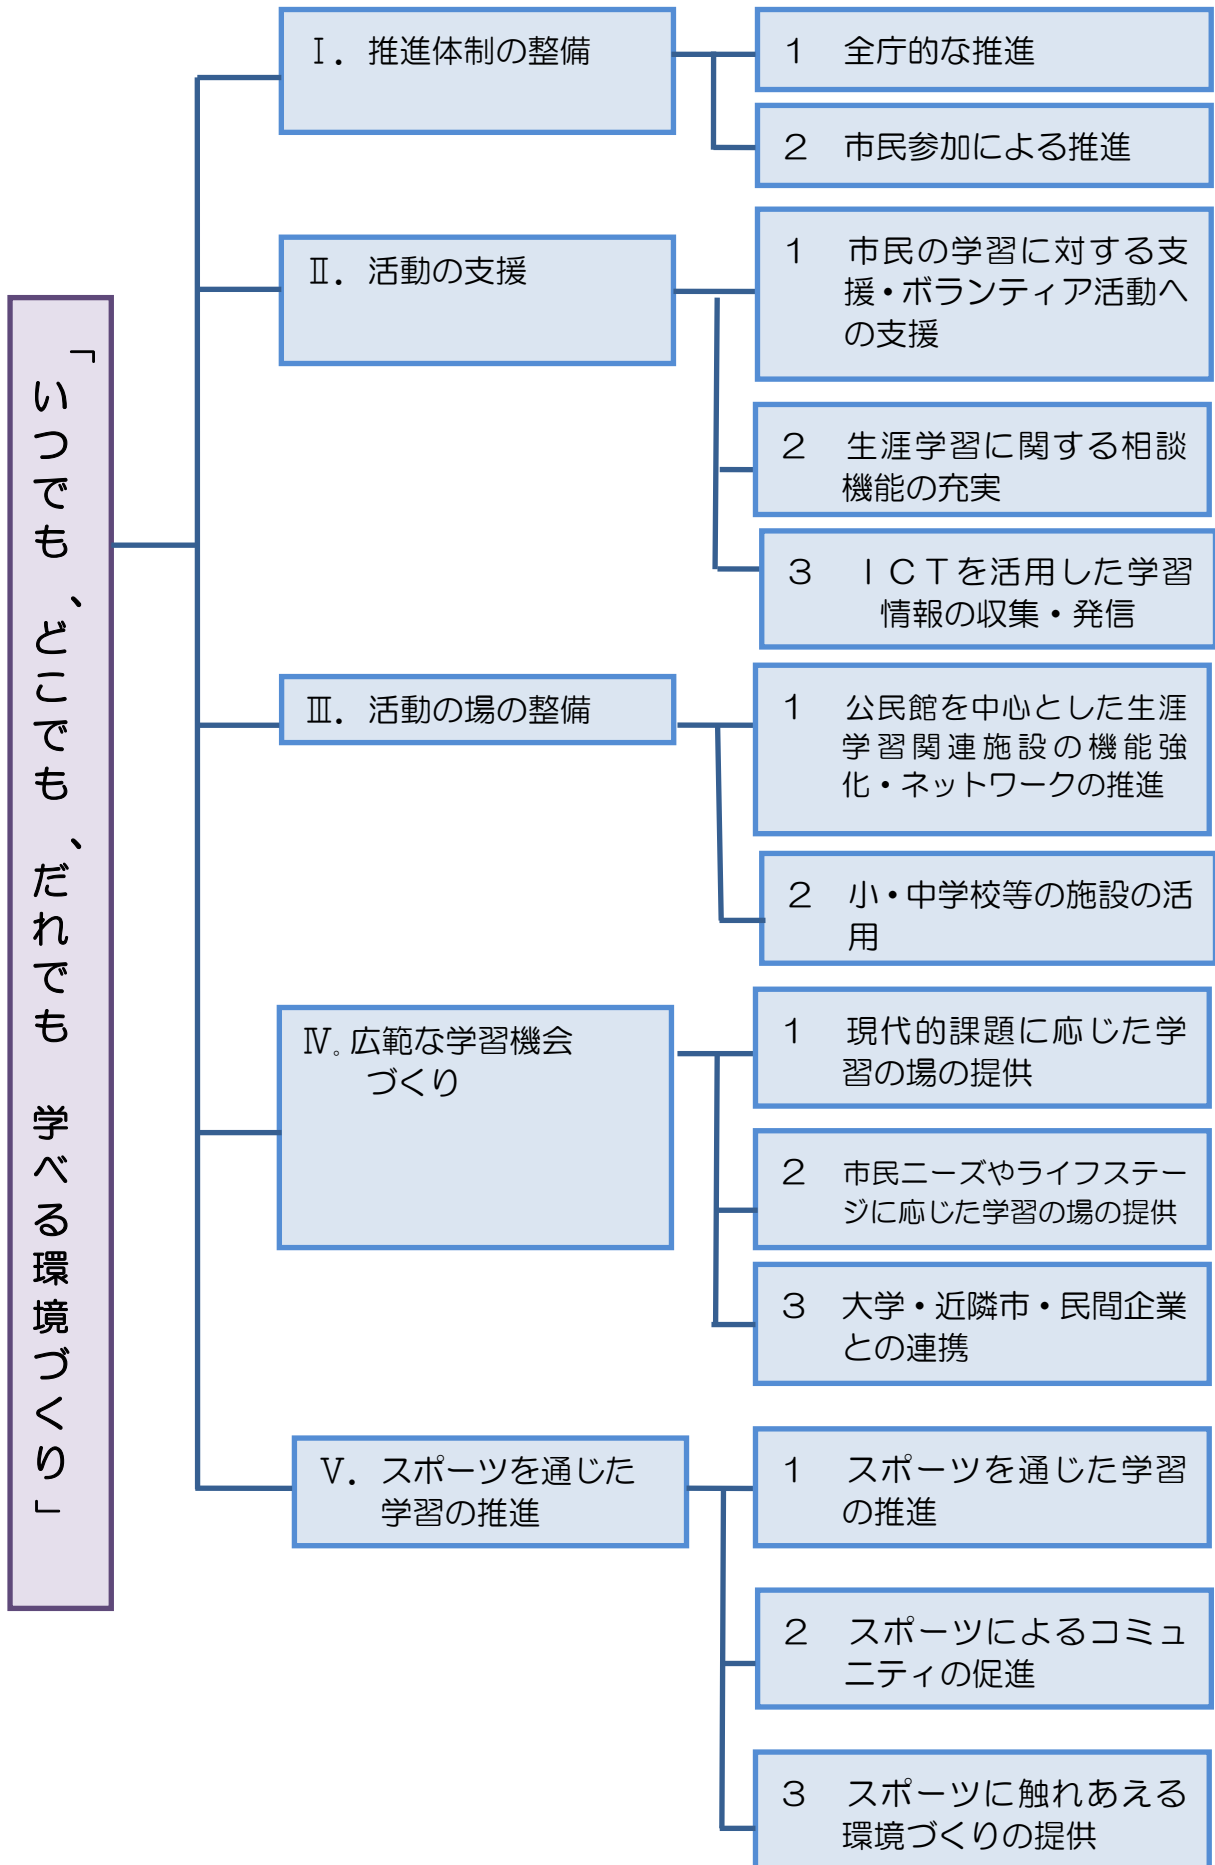 「いつでも、どこでも、だれでも　学べる環境づくり」
Ⅰ．推進体制の整備
１　全庁的な推進
２　市民参加による推進
Ⅱ．活動の支援
１　市民の学習に対する支
援・ボランティア活動へ
の支援
２　生涯学習に関する相談
機能の充実
３　ＩＣＴを活用した学習
情報の収集・発信
Ⅲ．活動の場の整備
１　公民館を中心とした生涯
学習関連施設の機能強
化・ネットワークの推進
２　小・中学校等の施設の活
用
Ⅳ。広範な学習機会
づくり
１　現代的課題に応じた学
習の場の提供
２　市民ニーズやライフステー
ジに応じた学習の場の提供
３　大学・近隣市・民間企業
との連携
Ⅴ．スポーツを通じた
学習の推進
１　スポーツを通じた学習
の推進
２　スポーツによるコミュ
ニティの促進
３　スポーツに触れあえる
環境づくりの提供